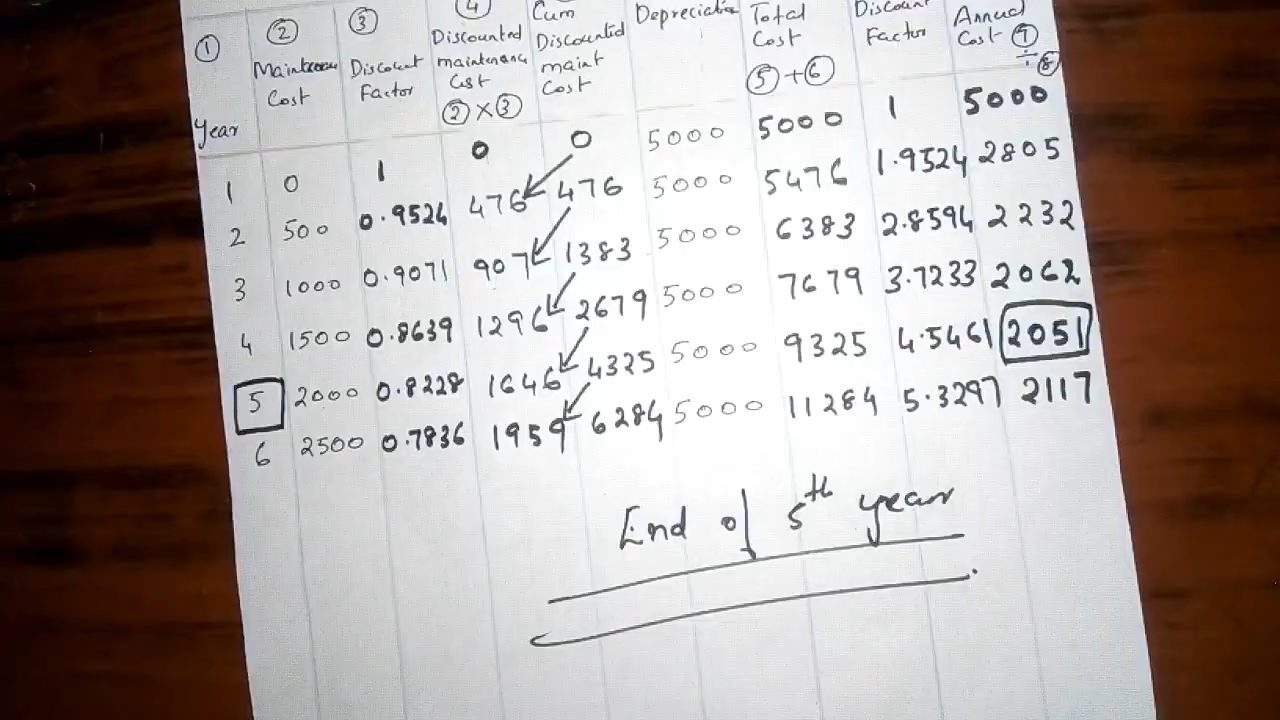 ① Year
② Maintenance Cost
③ Discount Factor
④ Discounted maintenance Cost ② × ③
Cum Discounted maint Cost
Depreciation
Total Cost ⑤ + ⑥
Discount Factor
Annual Cost ⑦ ÷ ⑧
1 0 1 0 0 5000 5000 1 5000
2 500 0.9524 476 476 5000 5476 1.9524 2805
3 1000 0.9071 907 1383 5000 6383 2.8594 2232
4 1500 0.8639 1296 2679 5000 7679 3.7233 2062
5 2000 0.8228 1646 4325 5000 9325 4.5461 2051
6 2500 0.7836 1959 6284 5000 11284 5.3297 2117
End of 5th year